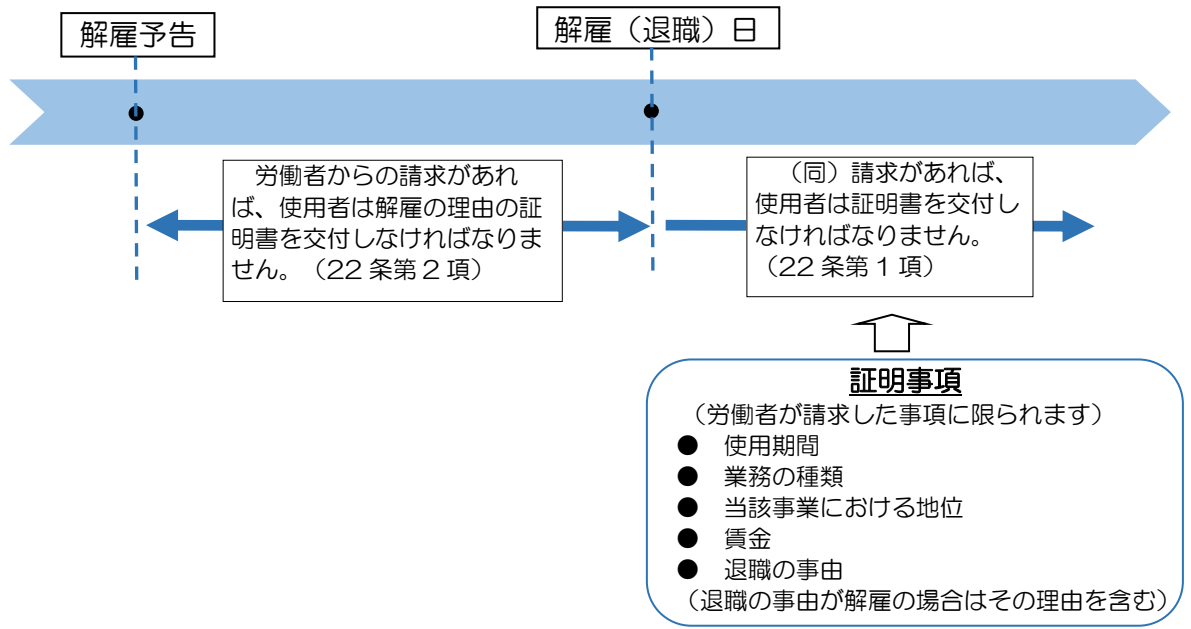 解雇予告
解雇（退職）日
労働者からの請求があれ
ば、使用者は解雇の理由の証
明書を交付しなければなりま
せん。（22 条第２項）
（同）請求があれば、
使用者は証明書を交付し
なければなりません。
（22 条第１項）
証明事項
（労働者が請求した事項に限られます）
● 使用期間
● 業務の種類
● 当該事業における地位
● 賃金
● 退職の事由
（退職の事由が解雇の場合はその理由を含む）